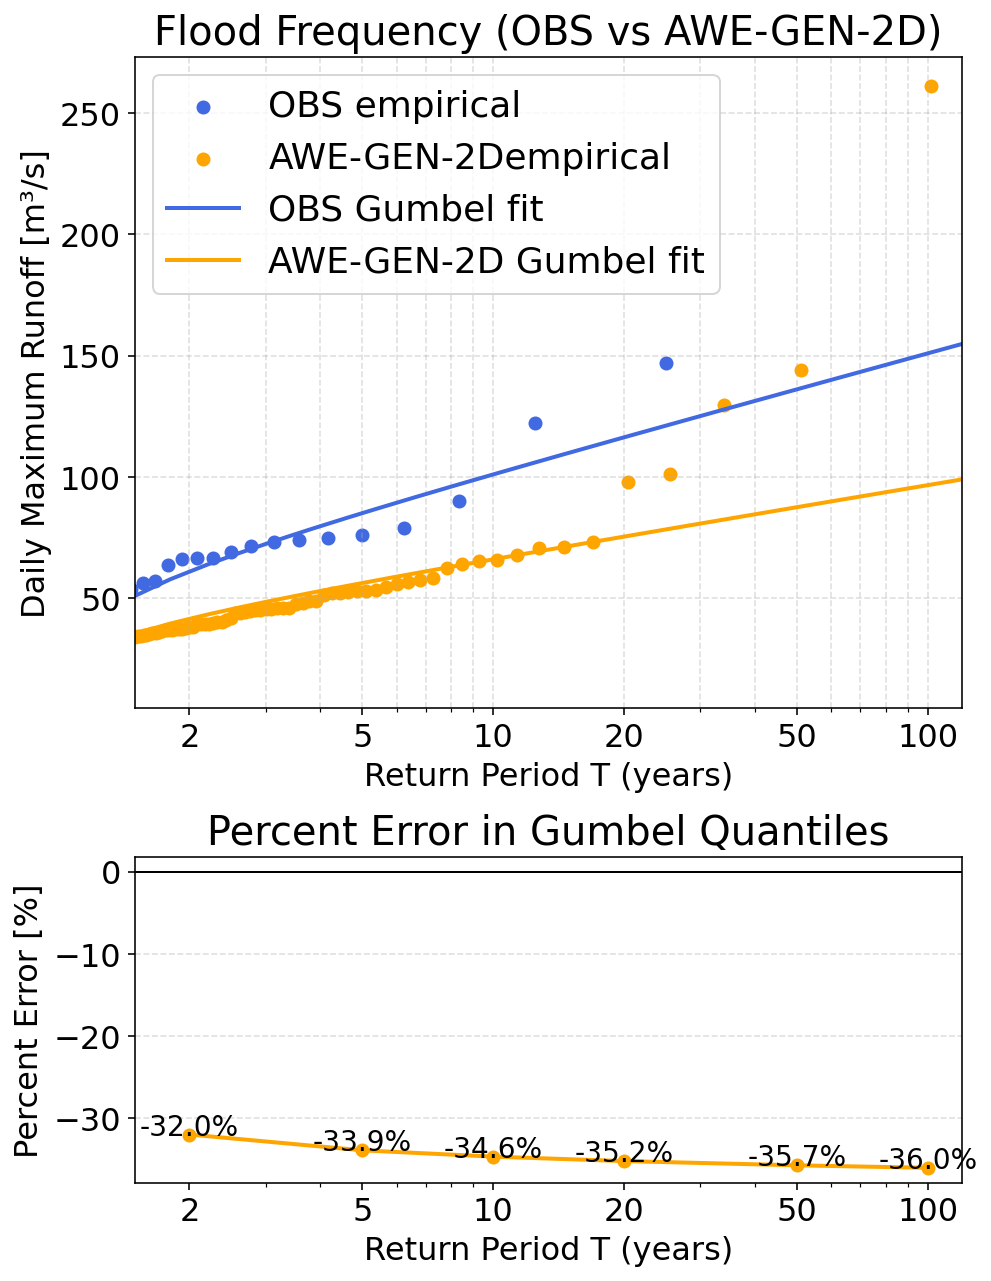 Flood Frequency (OBS vs AWE-GEN-2D)
OBS empirical
AWE-GEN-2Dempirical
OBS Gumbel fit
AWE-GEN-2D Gumbel fit
Daily Maximum Runoff [m³/s]
250
200
150
100
50
2 5 10 20 50 100
Return Period T (years)
Percent Error in Gumbel Quantiles
Percent Error [%]
0
−10
−20
−30
-32.0% -33.9% -34.6% -35.2% -35.7% -36.0%
2 5 10 20 50 100
Return Period T (years)